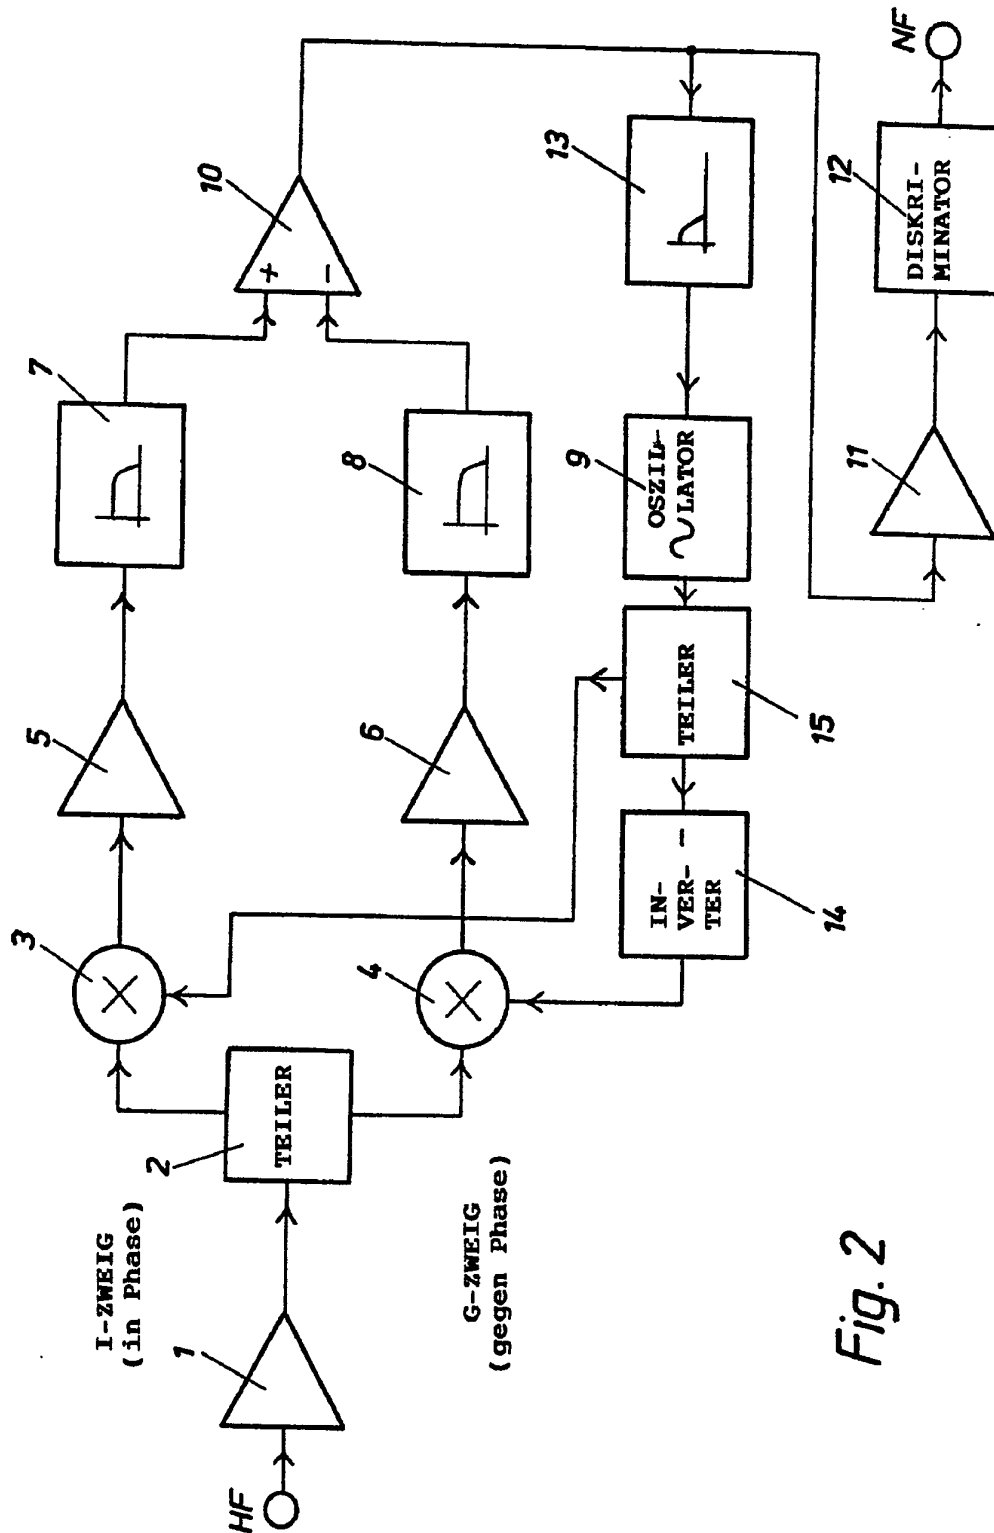 HF
1
I-ZWEIG
(in Phase)
G-ZWEIG
(gegen Phase)
2
TEILER
3
4
5
6
7
8
10
+
−
13
9
OSZIL-
LATOR
TEILER
15
IN-
VER- −
TER
14
11
12
DISKRI-
MINATOR
NF
Fig. 2